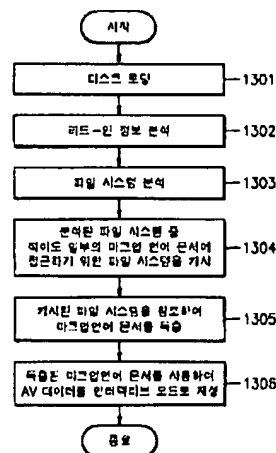 시작
디스크 로딩
1301
리드-인 정보 분석
1302
파일 시스템 분석
1303
분석된 파일 시스템 중
적어도 일부의 마크업 언어 문서에
접근하기 위한 파일 시스템을 캐시
1304
캐시된 파일 시스템을 참조하여
마크업언어 문서를 독출
1305
독출된 마크업언어 문서를 사용하여
AV 데이터를 인터랙티브 모드로 재생
1306
종료